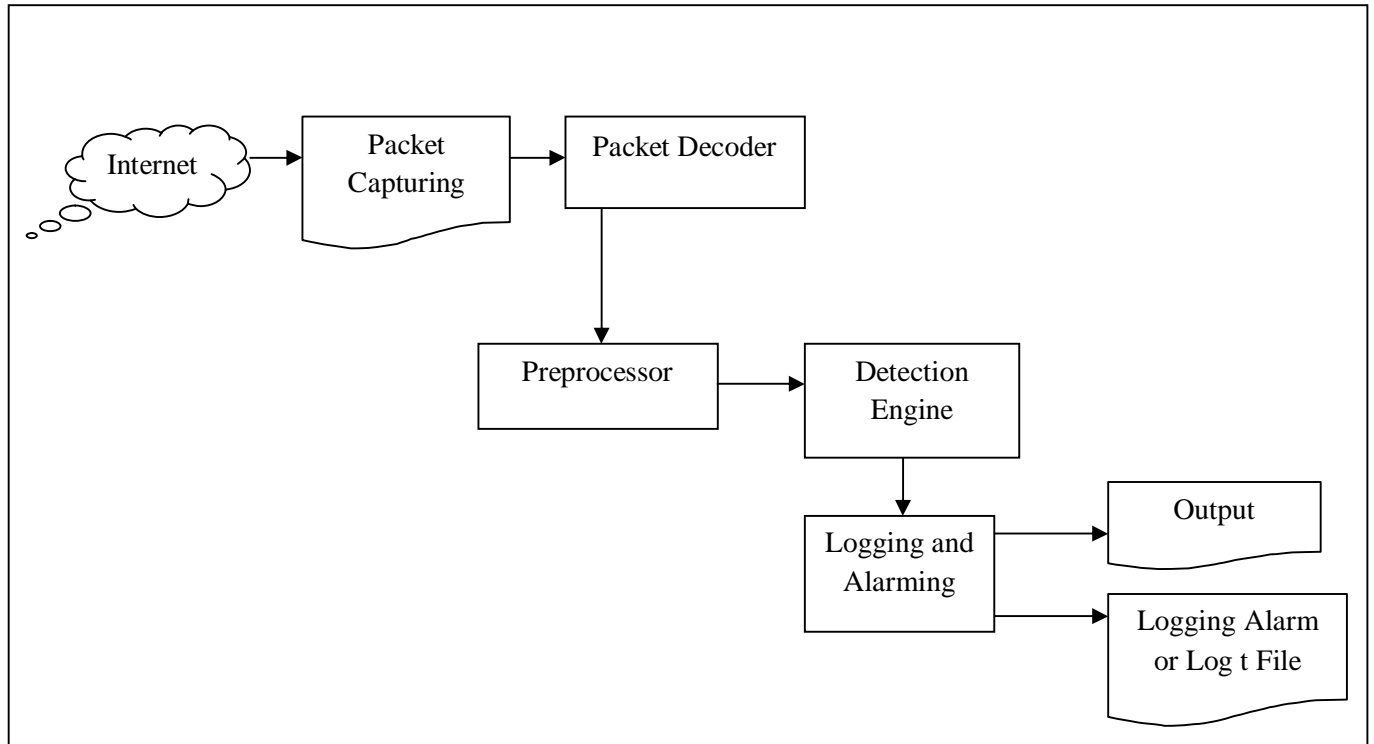 Internet
Packet
Capturing
Packet Decoder
Preprocessor
Detection
Engine
Logging and
Alarming
Output
Logging Alarm
or Log t File